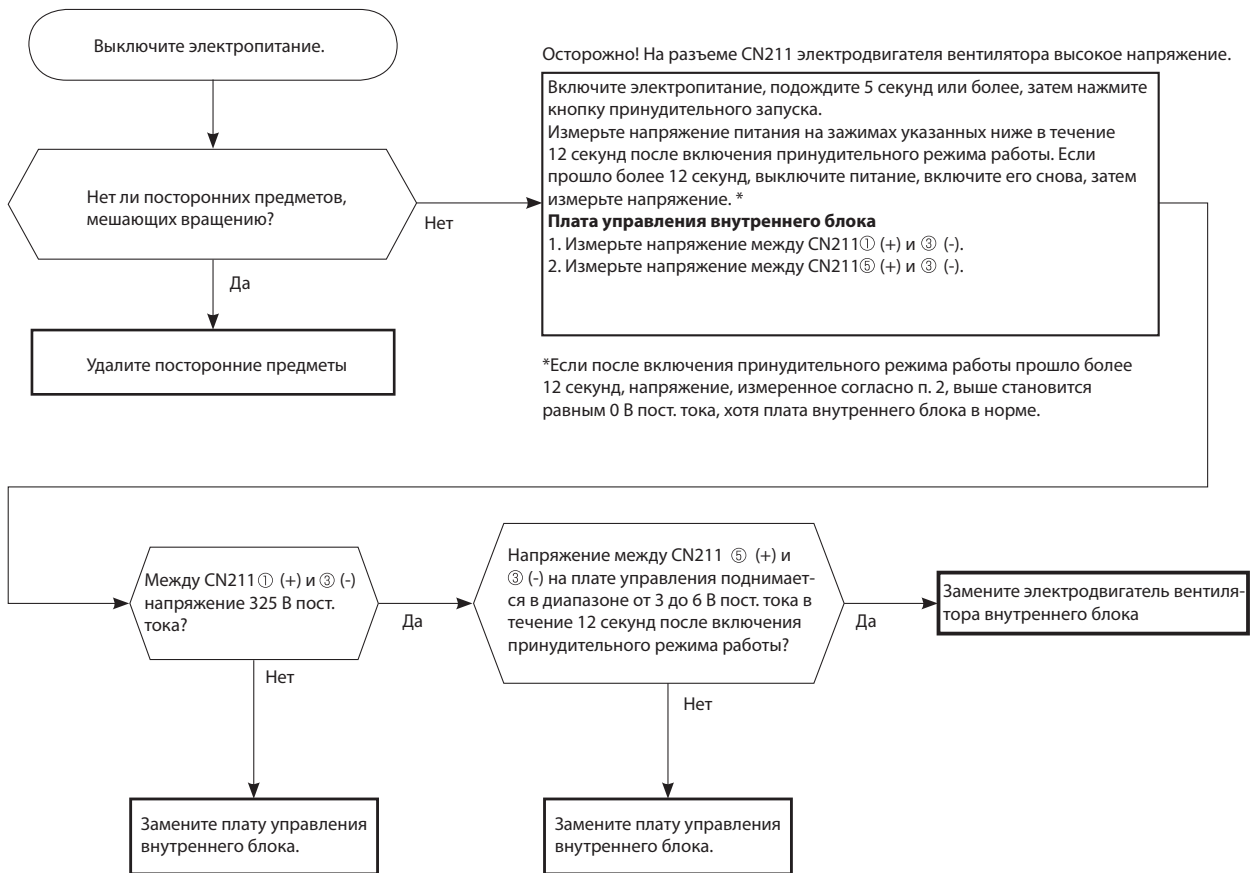 Выключите электропитание.
Осторожно! На разъеме CN211 электродвигателя вентилятора высокое напряжение.
Включите электропитание, подождите 5 секунд или более, затем нажмите
кнопку принудительного запуска.
Измерьте напряжение питания на зажимах указанных ниже в течение
12 секунд после включения принудительного режима работы. Если
прошло более 12 секунд, выключите питание, включите его снова, затем
измерьте напряжение. *
Плата управления внутреннего блока
1. Измерьте напряжение между CN211① (+) и ③ (-).
2. Измерьте напряжение между CN211⑤ (+) и ③ (-).
Нет ли посторонних предметов,
мешающих вращению?
Нет
Да
Удалите посторонние предметы
*Если после включения принудительного режима работы прошло более
12 секунд, напряжение, измеренное согласно п. 2, выше становится
равным 0 В пост. тока, хотя плата внутреннего блока в норме.
Между CN211① (+) и ③ (-)
напряжение 325 В пост.
тока?
Да
Нет
Напряжение между CN211 ⑤ (+) и
③ (-) на плате управления поднимает-
ся в диапазоне от 3 до 6 В пост. тока в
течение 12 секунд после включения
принудительного режима работы?
Да
Нет
Замените электродвигатель вентиля-
тора внутреннего блока
Замените плату управления
внутреннего блока.
Замените плату управления
внутреннего блока.